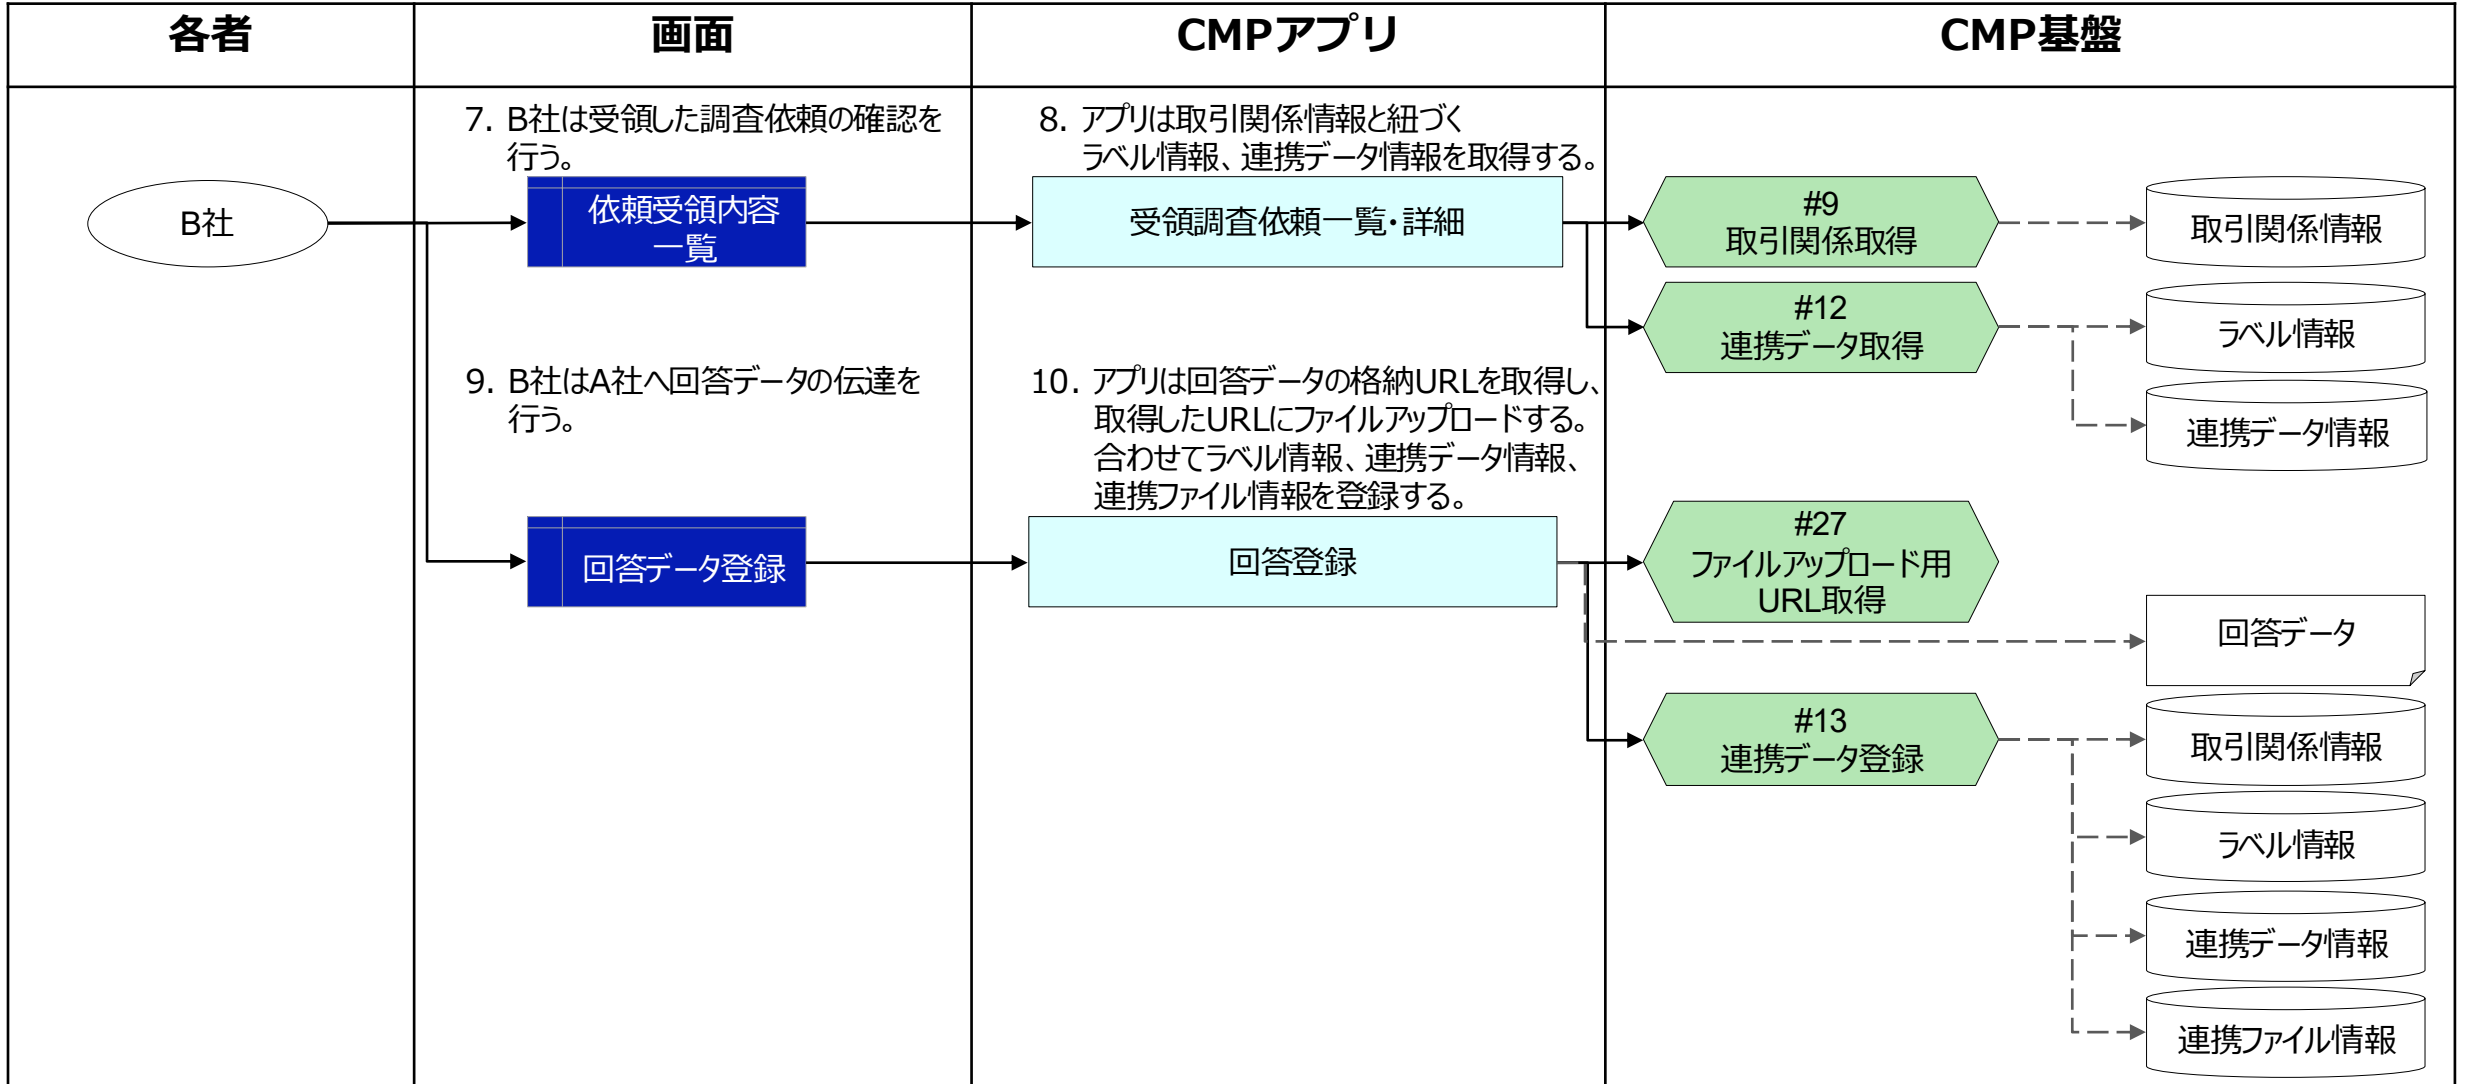 各者
画面
CMPアプリ
CMP基盤
7. B社は受領した調査依頼の確認を
行う。
8. アプリは取引関係情報と紐づく
ラベル情報、連携データ情報を取得する。
B社
依頼受領内容
一覧
受領調査依頼一覧・詳細
#9
取引関係取得
取引関係情報
#12
連携データ取得
ラベル情報
連携データ情報
9. B社はA社へ回答データの伝達を
行う。
10. アプリは回答データの格納URLを取得し、
取得したURLにファイルアップロードする。
合わせてラベル情報、連携データ情報、
連携ファイル情報を登録する。
回答データ登録
回答登録
#27
ファイルアップロード用
URL取得
回答データ
#13
連携データ登録
取引関係情報
ラベル情報
連携データ情報
連携ファイル情報